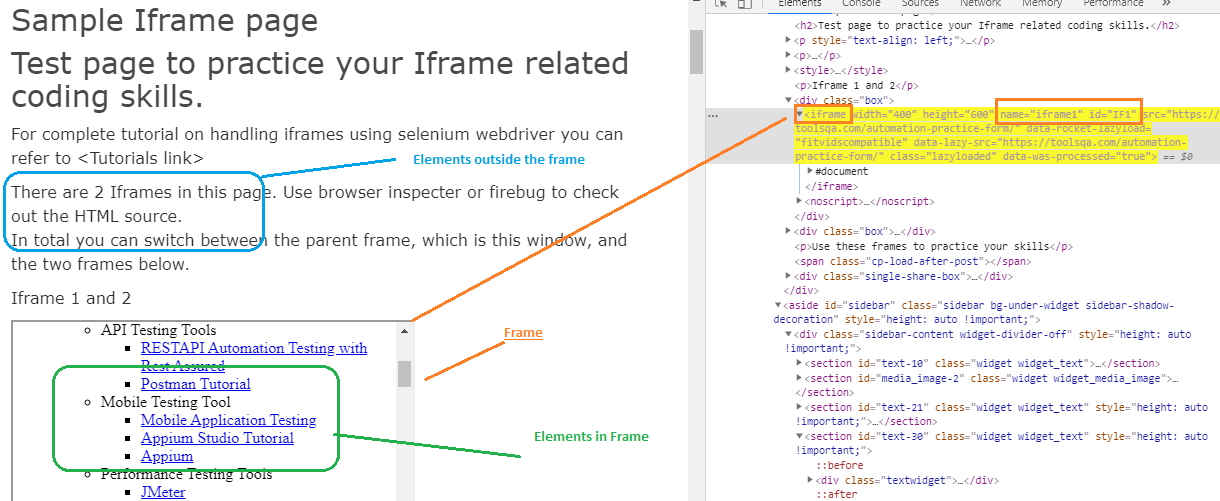 Sample Iframe page
Test page to practice your Iframe related
coding skills.
For complete tutorial on handling iframes using selenium webdriver you can
refer to <Tutorials link>
Elements outside the frame
There are 2 Iframes in this page. Use browser inspecter or firebug to check
out the HTML source.
In total you can switch between the parent frame, which is this window, and
the two frames below.
Iframe 1 and 2
API Testing Tools
RESTAPI Automation Testing with
Rest Assured
Postman Tutorial
Mobile Testing Tool
Mobile Application Testing
Appium Studio Tutorial
Appium
Performance Testing Tools
JMeter
Frame
Elements in Frame
Elements Console Sources Network Memory Performance »
<h2>Test page to practice your Iframe related coding skills.</h2>
<p style="text-align: left;">…</p>
<p>…</p>
<style>…</style>
<p>Iframe 1 and 2</p>
<div class="box">
… <iframe width="400" height="600" name="iframe1" id="IF1" src="https://
toolsqa.com/automation-practice-form/" data-rocket-lazyload=
"fitvidscompatible" data-lazy-src="https://toolsqa.com/automation-
practice-form/" class="lazyloaded" data-was-processed="true"> == $0
#document
</iframe>
<noscript>…</noscript>
</div>
<div class="box">…</div>
<p>Use these frames to practice your skills</p>
<span class="cp-load-after-post"></span>
<div class="single-share-box">…</div>
</div>
<aside id="sidebar" class="sidebar bg-under-widget sidebar-shadow-
decoration" style="height: auto !important;">
<div class="sidebar-content widget-divider-off" style="height: auto
!important;">
<section id="text-10" class="widget widget_text">…</section>
<section id="media_image-2" class="widget widget_media_image">…
</section>
<section id="text-21" class="widget widget_text" style="height: auto
!important;">…</section>
<section id="text-30" class="widget widget_text" style="height: auto
!important;">
::before
<div class="textwidget">…</div>
::after